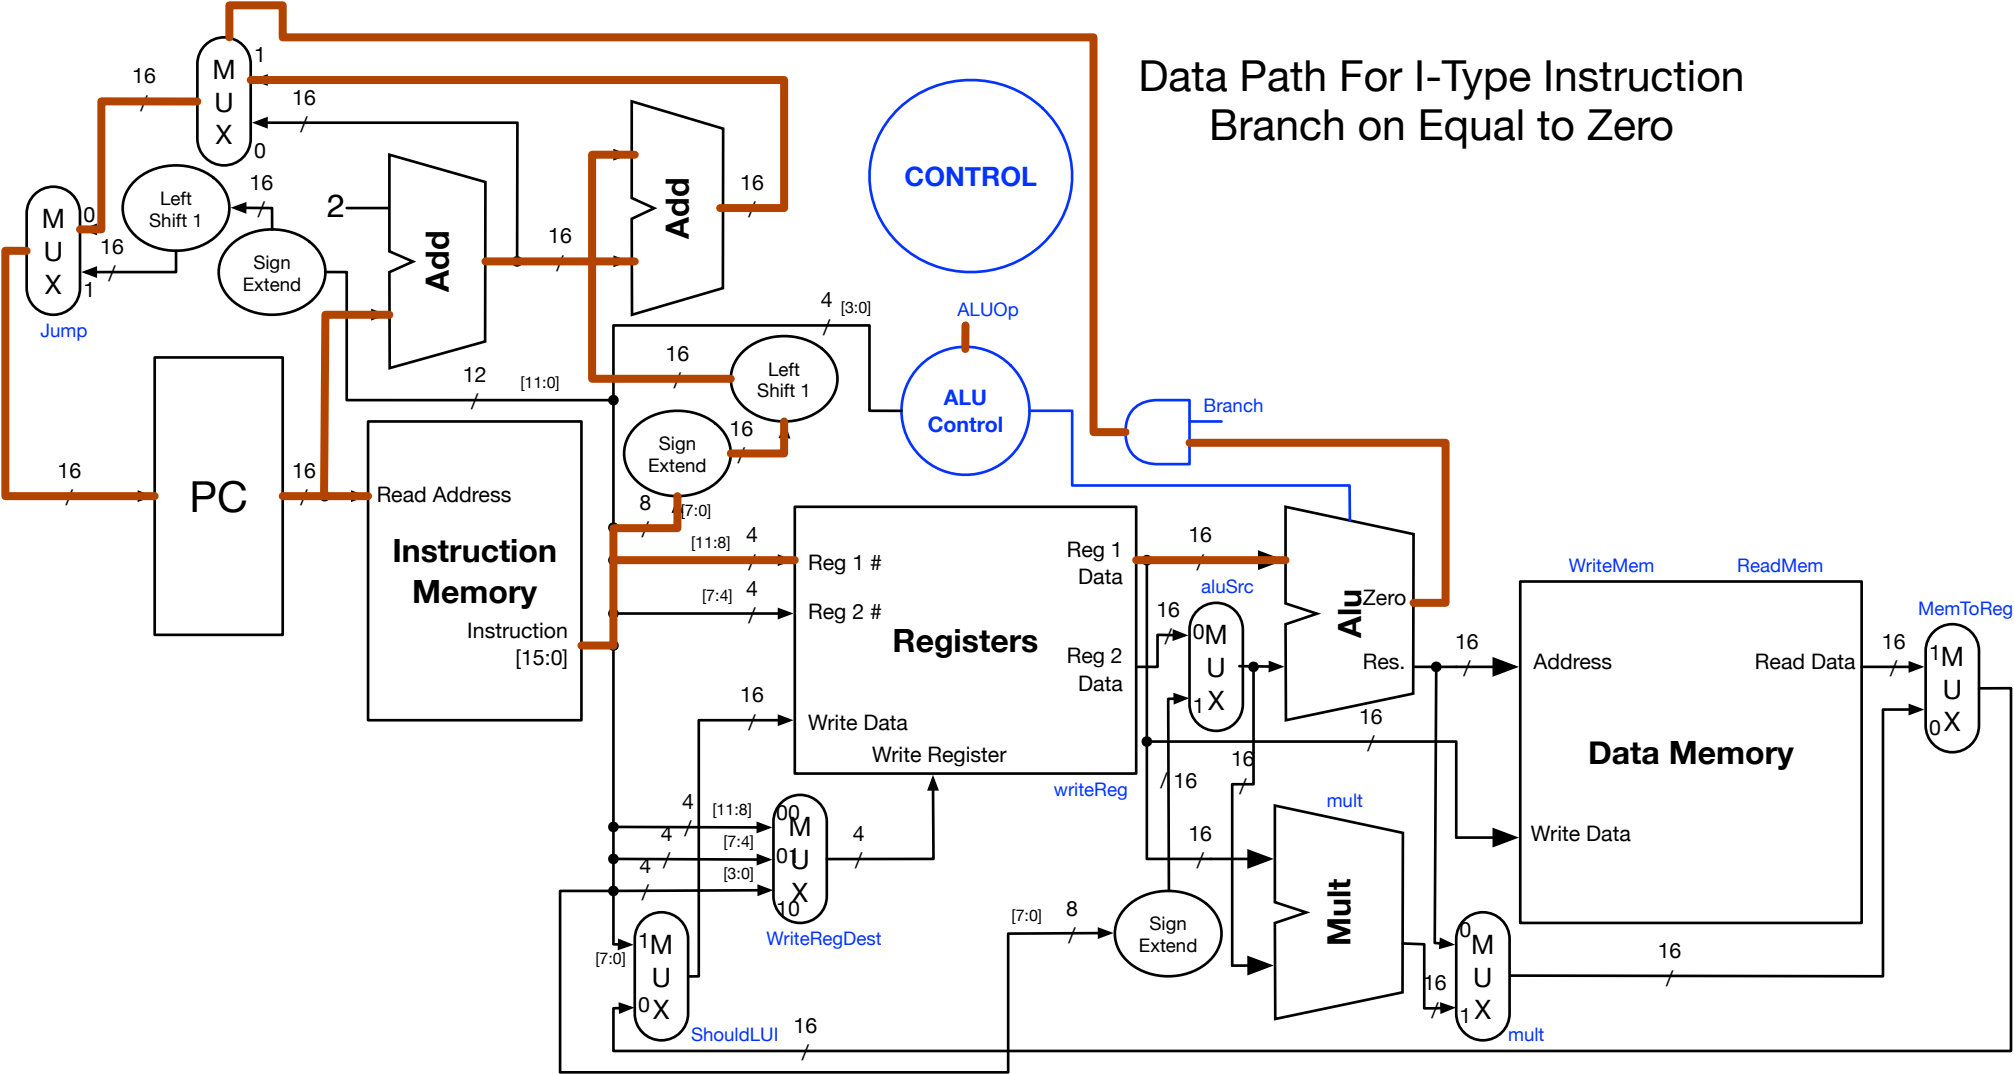 Data Path For I-Type Instruction
Branch on Equal to Zero
M
U
X
1
0
16
16
M
U
X
0
1
Jump
16
Left
Shift 1
16
Sign
Extend
2
Add
16
Add
16
CONTROL
ALUOp
ALU
Control
4
[3:0]
12
[11:0]
16
Left
Shift 1
Sign
Extend
16
8
[7:0]
Branch
16
PC
16
Read Address
Instruction
Memory
Instruction
[15:0]
[11:8]
4
[7:4]
4
Reg 1 #
Reg 2 #
Registers
Reg 1
Data
Reg 2
Data
Write Data
Write Register
writeReg
16
16
aluSrc
16
0
M
U
X
1
Alu
Zero
Res.
16
16
WriteMem
ReadMem
Address
Read Data
Data Memory
Write Data
16
MemToReg
1
M
U
X
0
4
[11:8]
4
[7:4]
4
[3:0]
00
M
01
U
X
10
WriteRegDest
4
1
M
U
X
0
[7:0]
ShouldLUI
16
[7:0]
8
Sign
Extend
16
16
16
mult
Mult
16
0
M
U
X
1
mult
16